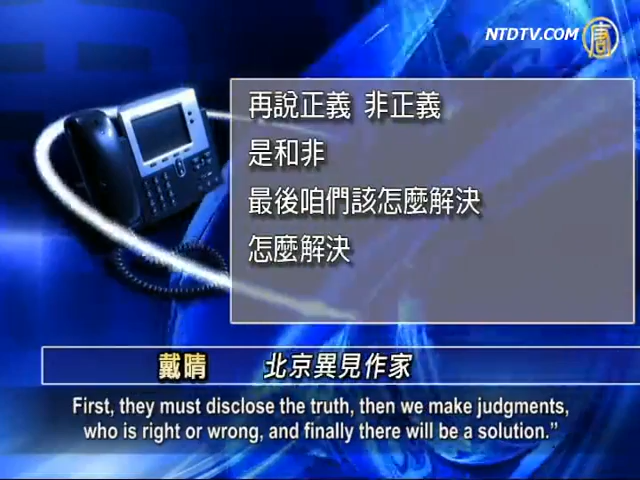 NTDTV.COM 唐
再說正義 非正義
是和非
最後咱們該怎麼解決
怎麼解決
戴晴 北京異見作家
First, they must disclose the truth, then we make judgments,
who is right or wrong, and finally there will be a solution.”